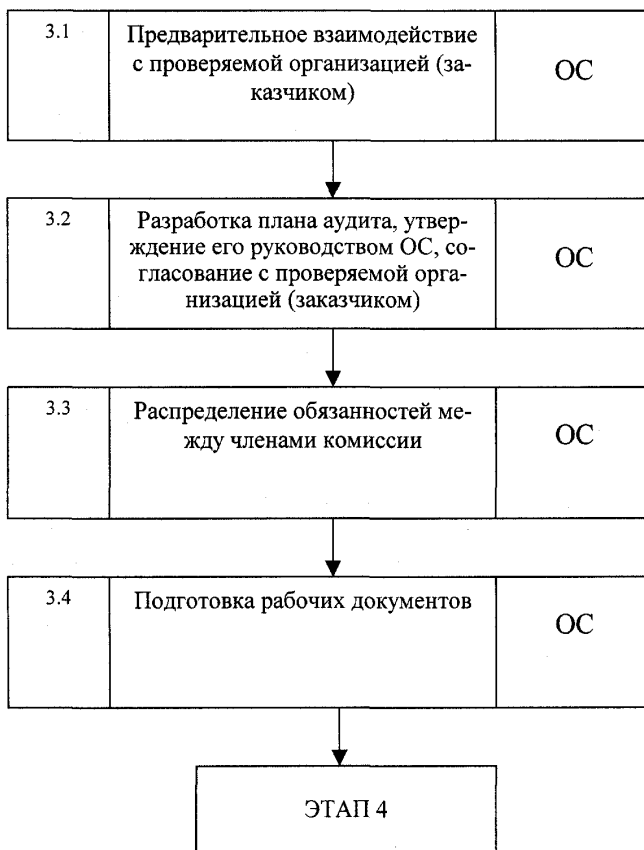 3.1
Предварительное взаимодействие
с проверяемой организацией (за-
казчиком)
ОС
3.2
Разработка плана аудита, утвер-
ждение его руководством ОС, со-
гласование с проверяемой орга-
низацией (заказчиком)
ОС
3.3
Распределение обязанностей ме-
жду членами комиссии
ОС
3.4
Подготовка рабочих документов
ОС
ЭТАП 4